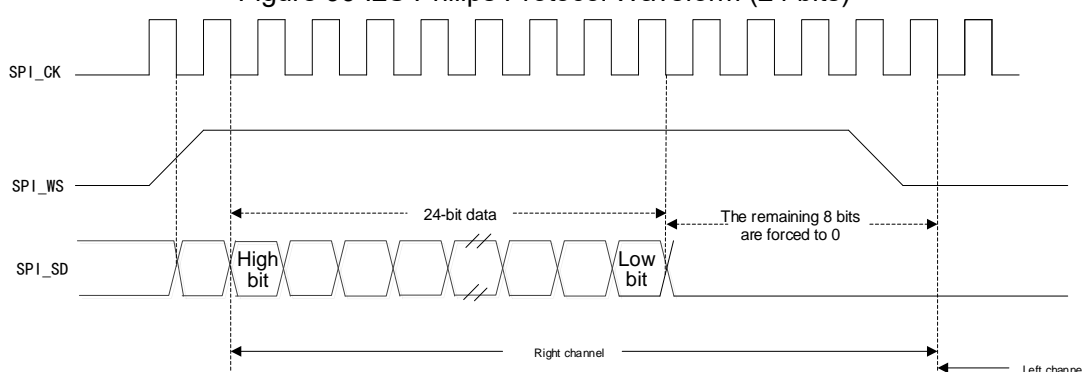 SPI_CK
SPI_WS
24-bit data
The remaining 8 bits
are forced to 0
SPI_SD
High
bit
Low
bit
Right channel